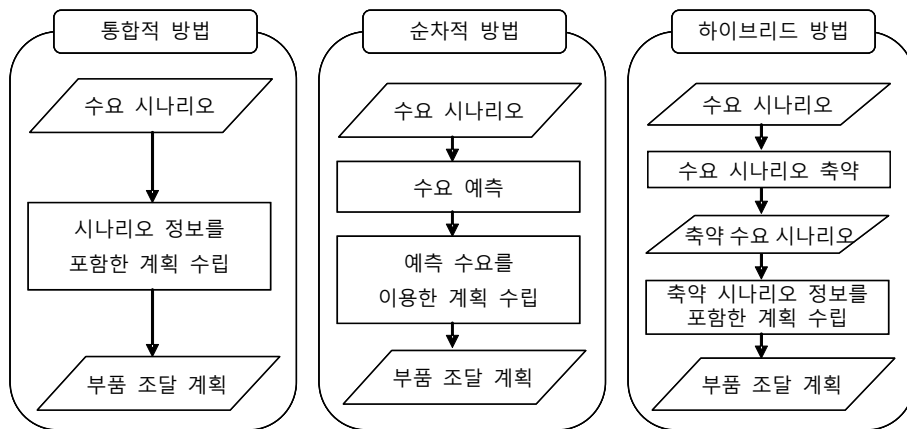 통합적 방법
수요 시나리오
시나리오 정보를
포함한 계획 수립
부품 조달 계획
순차적 방법
수요 시나리오
수요 예측
예측 수요를
이용한 계획 수립
부품 조달 계획
하이브리드 방법
수요 시나리오
수요 시나리오 축약
축약 수요 시나리오
축약 시나리오 정보를
포함한 계획 수립
부품 조달 계획